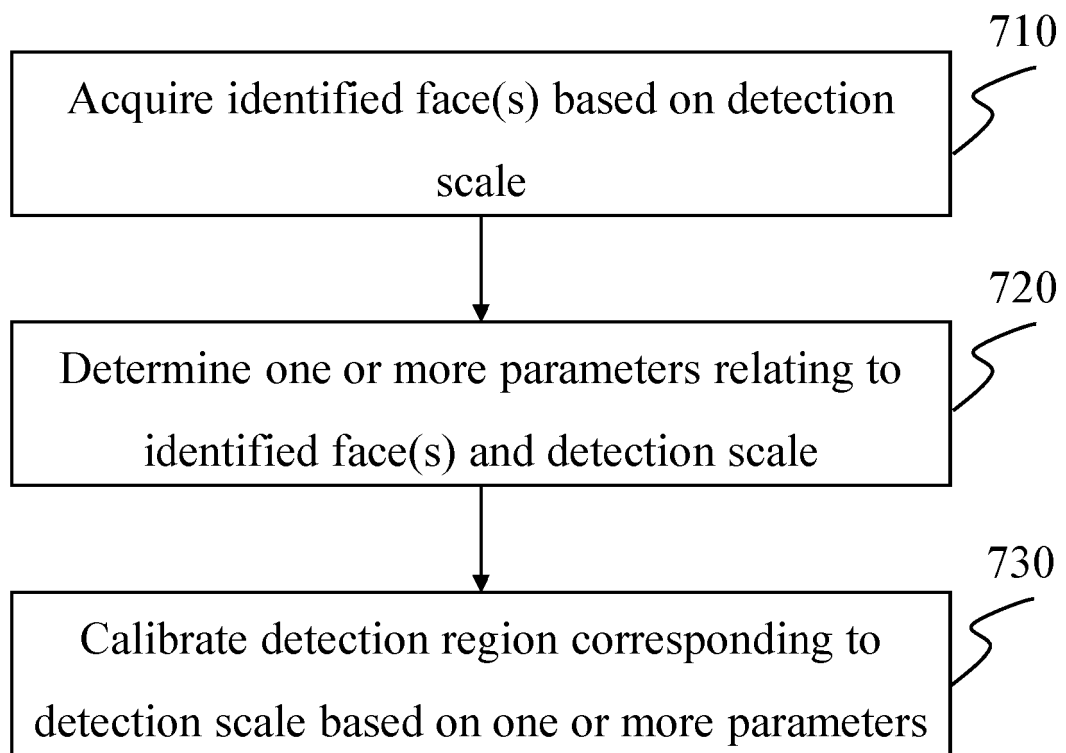 710
Acquire identified face(s) based on detection
scale
720
Determine one or more parameters relating to
identified face(s) and detection scale
730
Calibrate detection region corresponding to
detection scale based on one or more parameters